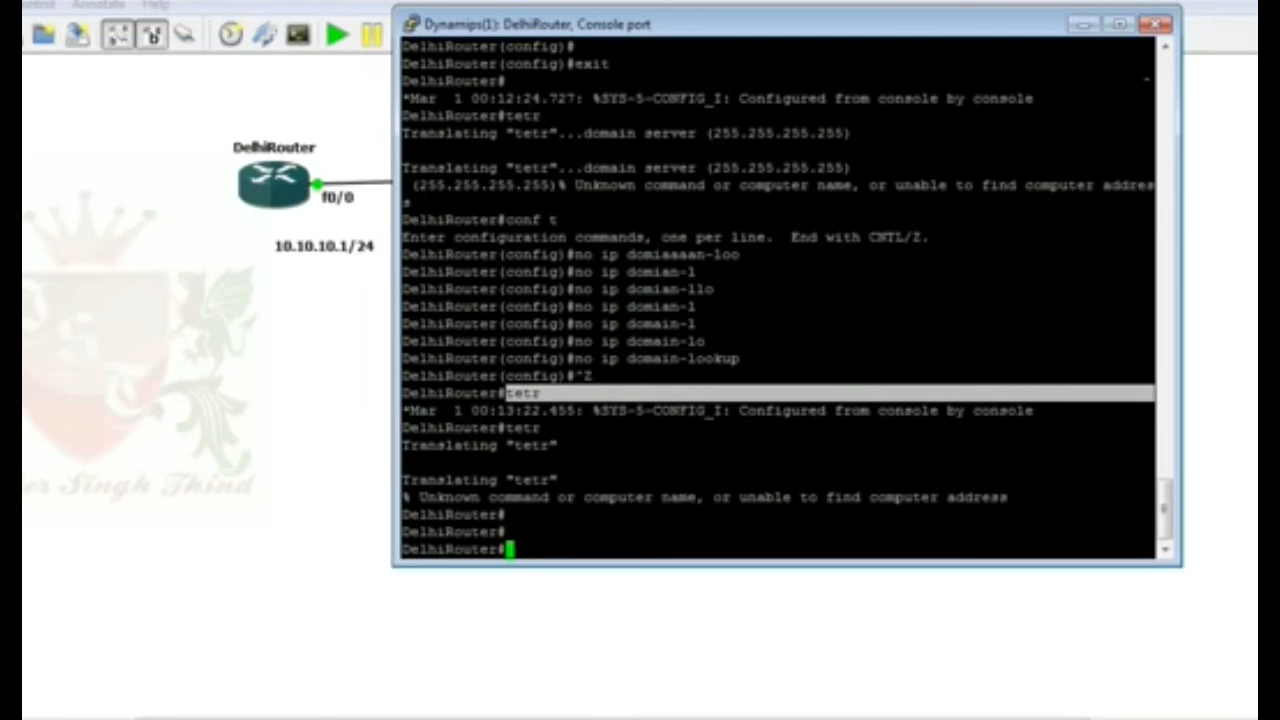 Annotate Help
Dynamips(1): DelhiRouter, Console port
DelhiRouter(config)#
DelhiRouter(config)#exit
DelhiRouter#
*Mar  1 00:12:24.727: %SYS-5-CONFIG_I: Configured from console by console
DelhiRouter#tetr
Translating "tetr"...domain server (255.255.255.255)
Translating "tetr"...domain server (255.255.255.255)
(255.255.255.255)% Unknown command or computer name, or unable to find computer addres
s
DelhiRouter#conf t
Enter configuration commands, one per line.  End with CNTL/Z.
DelhiRouter(config)#no ip domiaaaan-loo
DelhiRouter(config)#no ip domian-l
DelhiRouter(config)#no ip domian-llo
DelhiRouter(config)#no ip domian-l
DelhiRouter(config)#no ip domain-l
DelhiRouter(config)#no ip domain-lo
DelhiRouter(config)#no ip domain-lookup
DelhiRouter(config)#^Z
DelhiRouter#tetr
*Mar  1 00:13:22.455: %SYS-5-CONFIG_I: Configured from console by console
DelhiRouter#tetr
Translating "tetr"
Translating "tetr"
% Unknown command or computer name, or unable to find computer address
DelhiRouter#
DelhiRouter#
DelhiRouter#
DelhiRouter
f0/0
10.10.10.1/24
Singh Thind